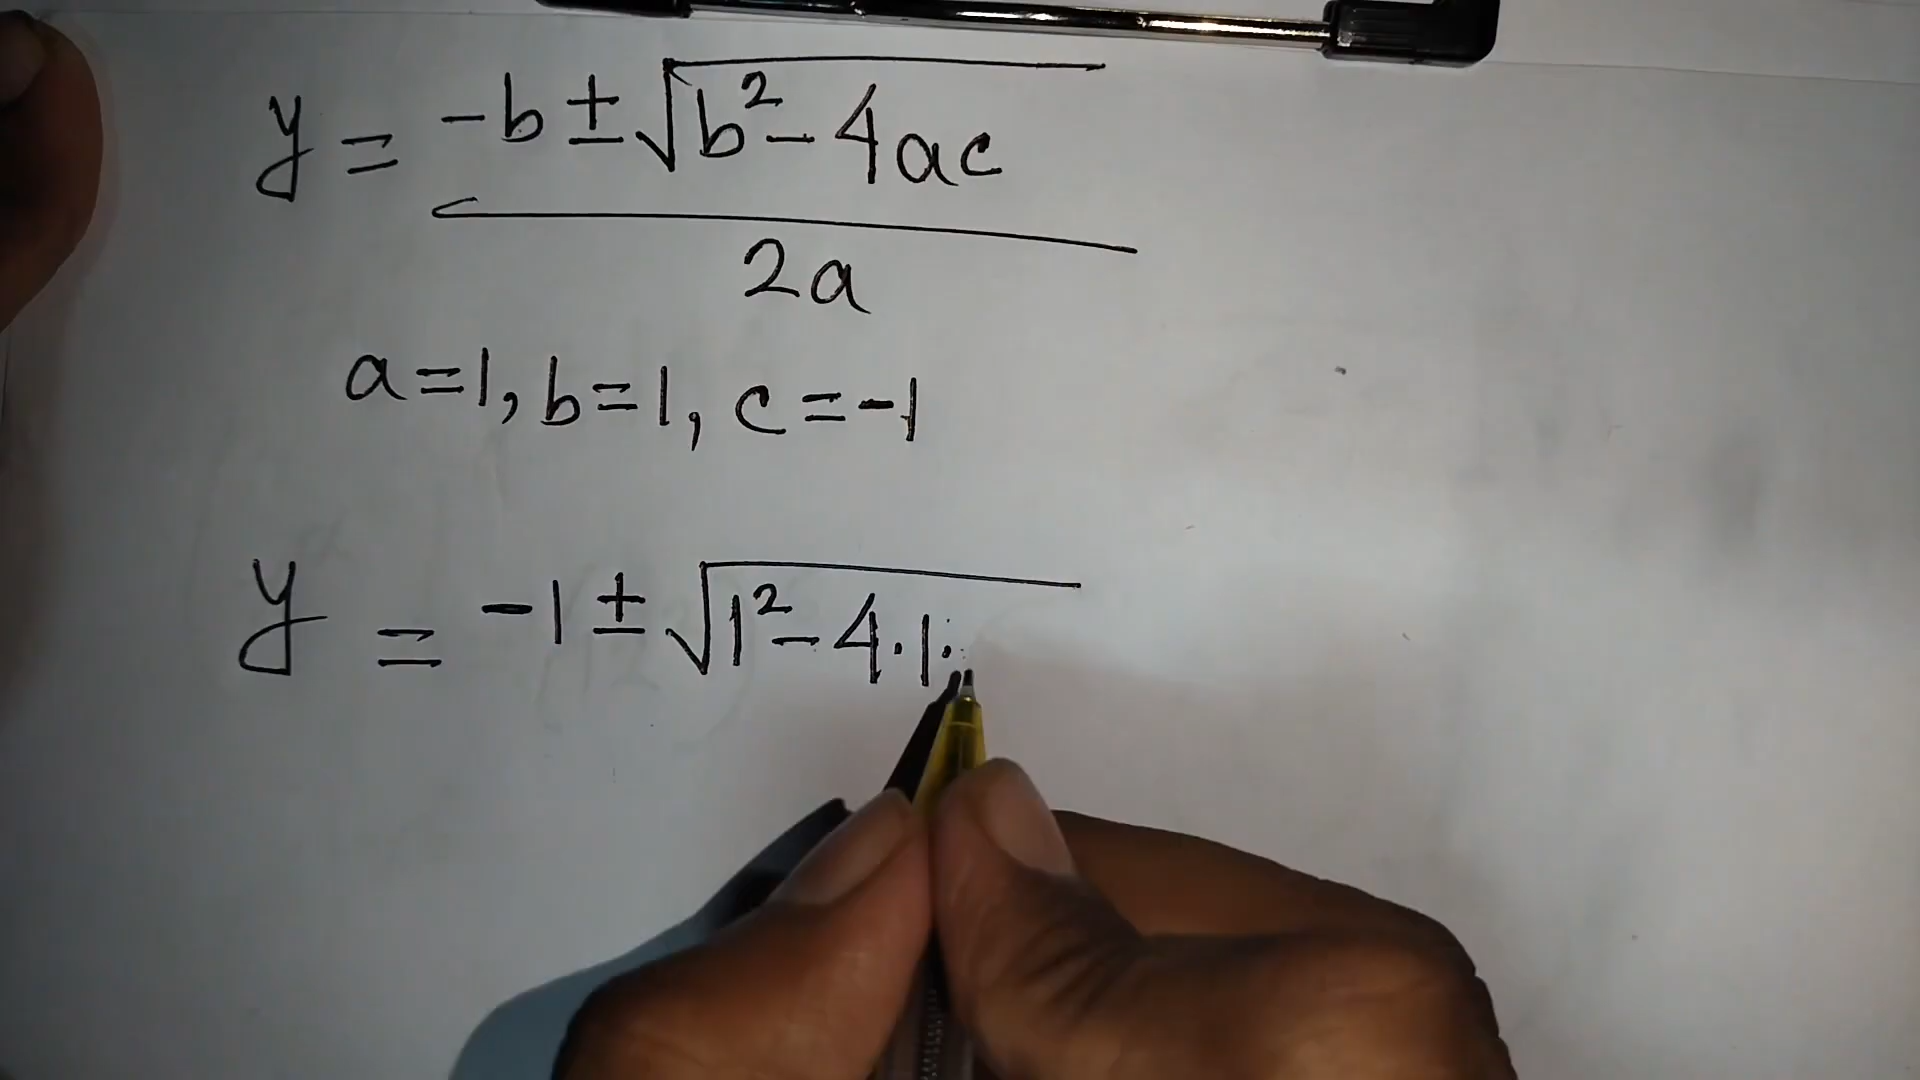 y = -b ± √b² - 4ac
2a
a = 1, b = 1, c = -1
y = -1 ± √1² - 4 . 1 .